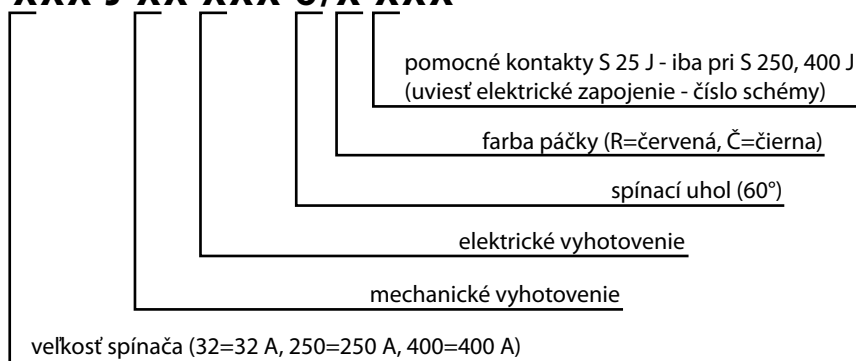 pomocné kontakty S 25 J - iba pri S 250, 400 J
(uviesť elektrické zapojenie - číslo schémy)
farba páčky (R=červená, Č=čierna)
spínací uhol (60°)
elektrické vyhotovenie
mechanické vyhotovenie
veľkosť spínača (32=32 A, 250=250 A, 400=400 A)